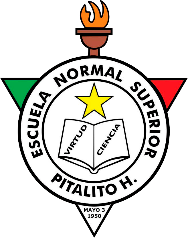 ESCUELA NORMAL SUPERIOR
VIRTUD
CIENCIA
PITALITO H.
MAYO 3
1950